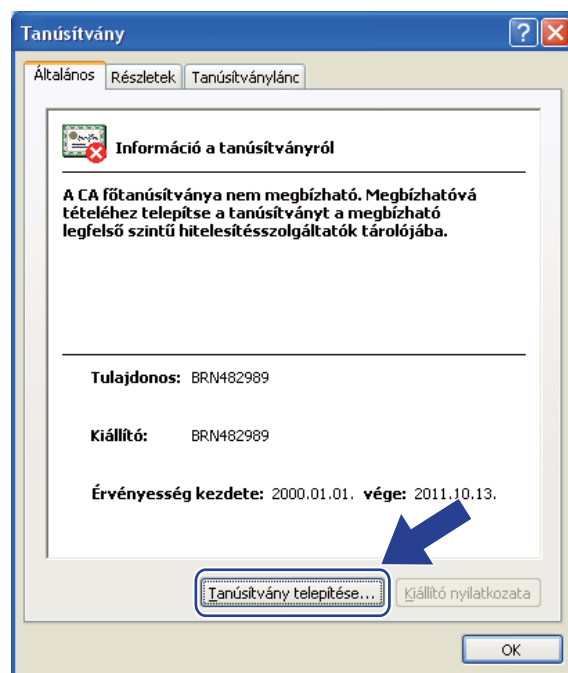 Tanúsítvány
Általános Részletek Tanúsítványlánc
Információ a tanúsítványról
A CA főtanúsítványa nem megbízható. Megbízhatóvá
tételéhez telepítse a tanúsítványt a megbízható
legfelső szintű hitelesítésszolgáltatók tárolójába.
Tulajdonos: BRN482989
Kiállító: BRN482989
Érvényesség kezdete: 2000.01.01. vége: 2011.10.13.
Tanúsítvány telepítése... Kiállító nyilatkozata
OK